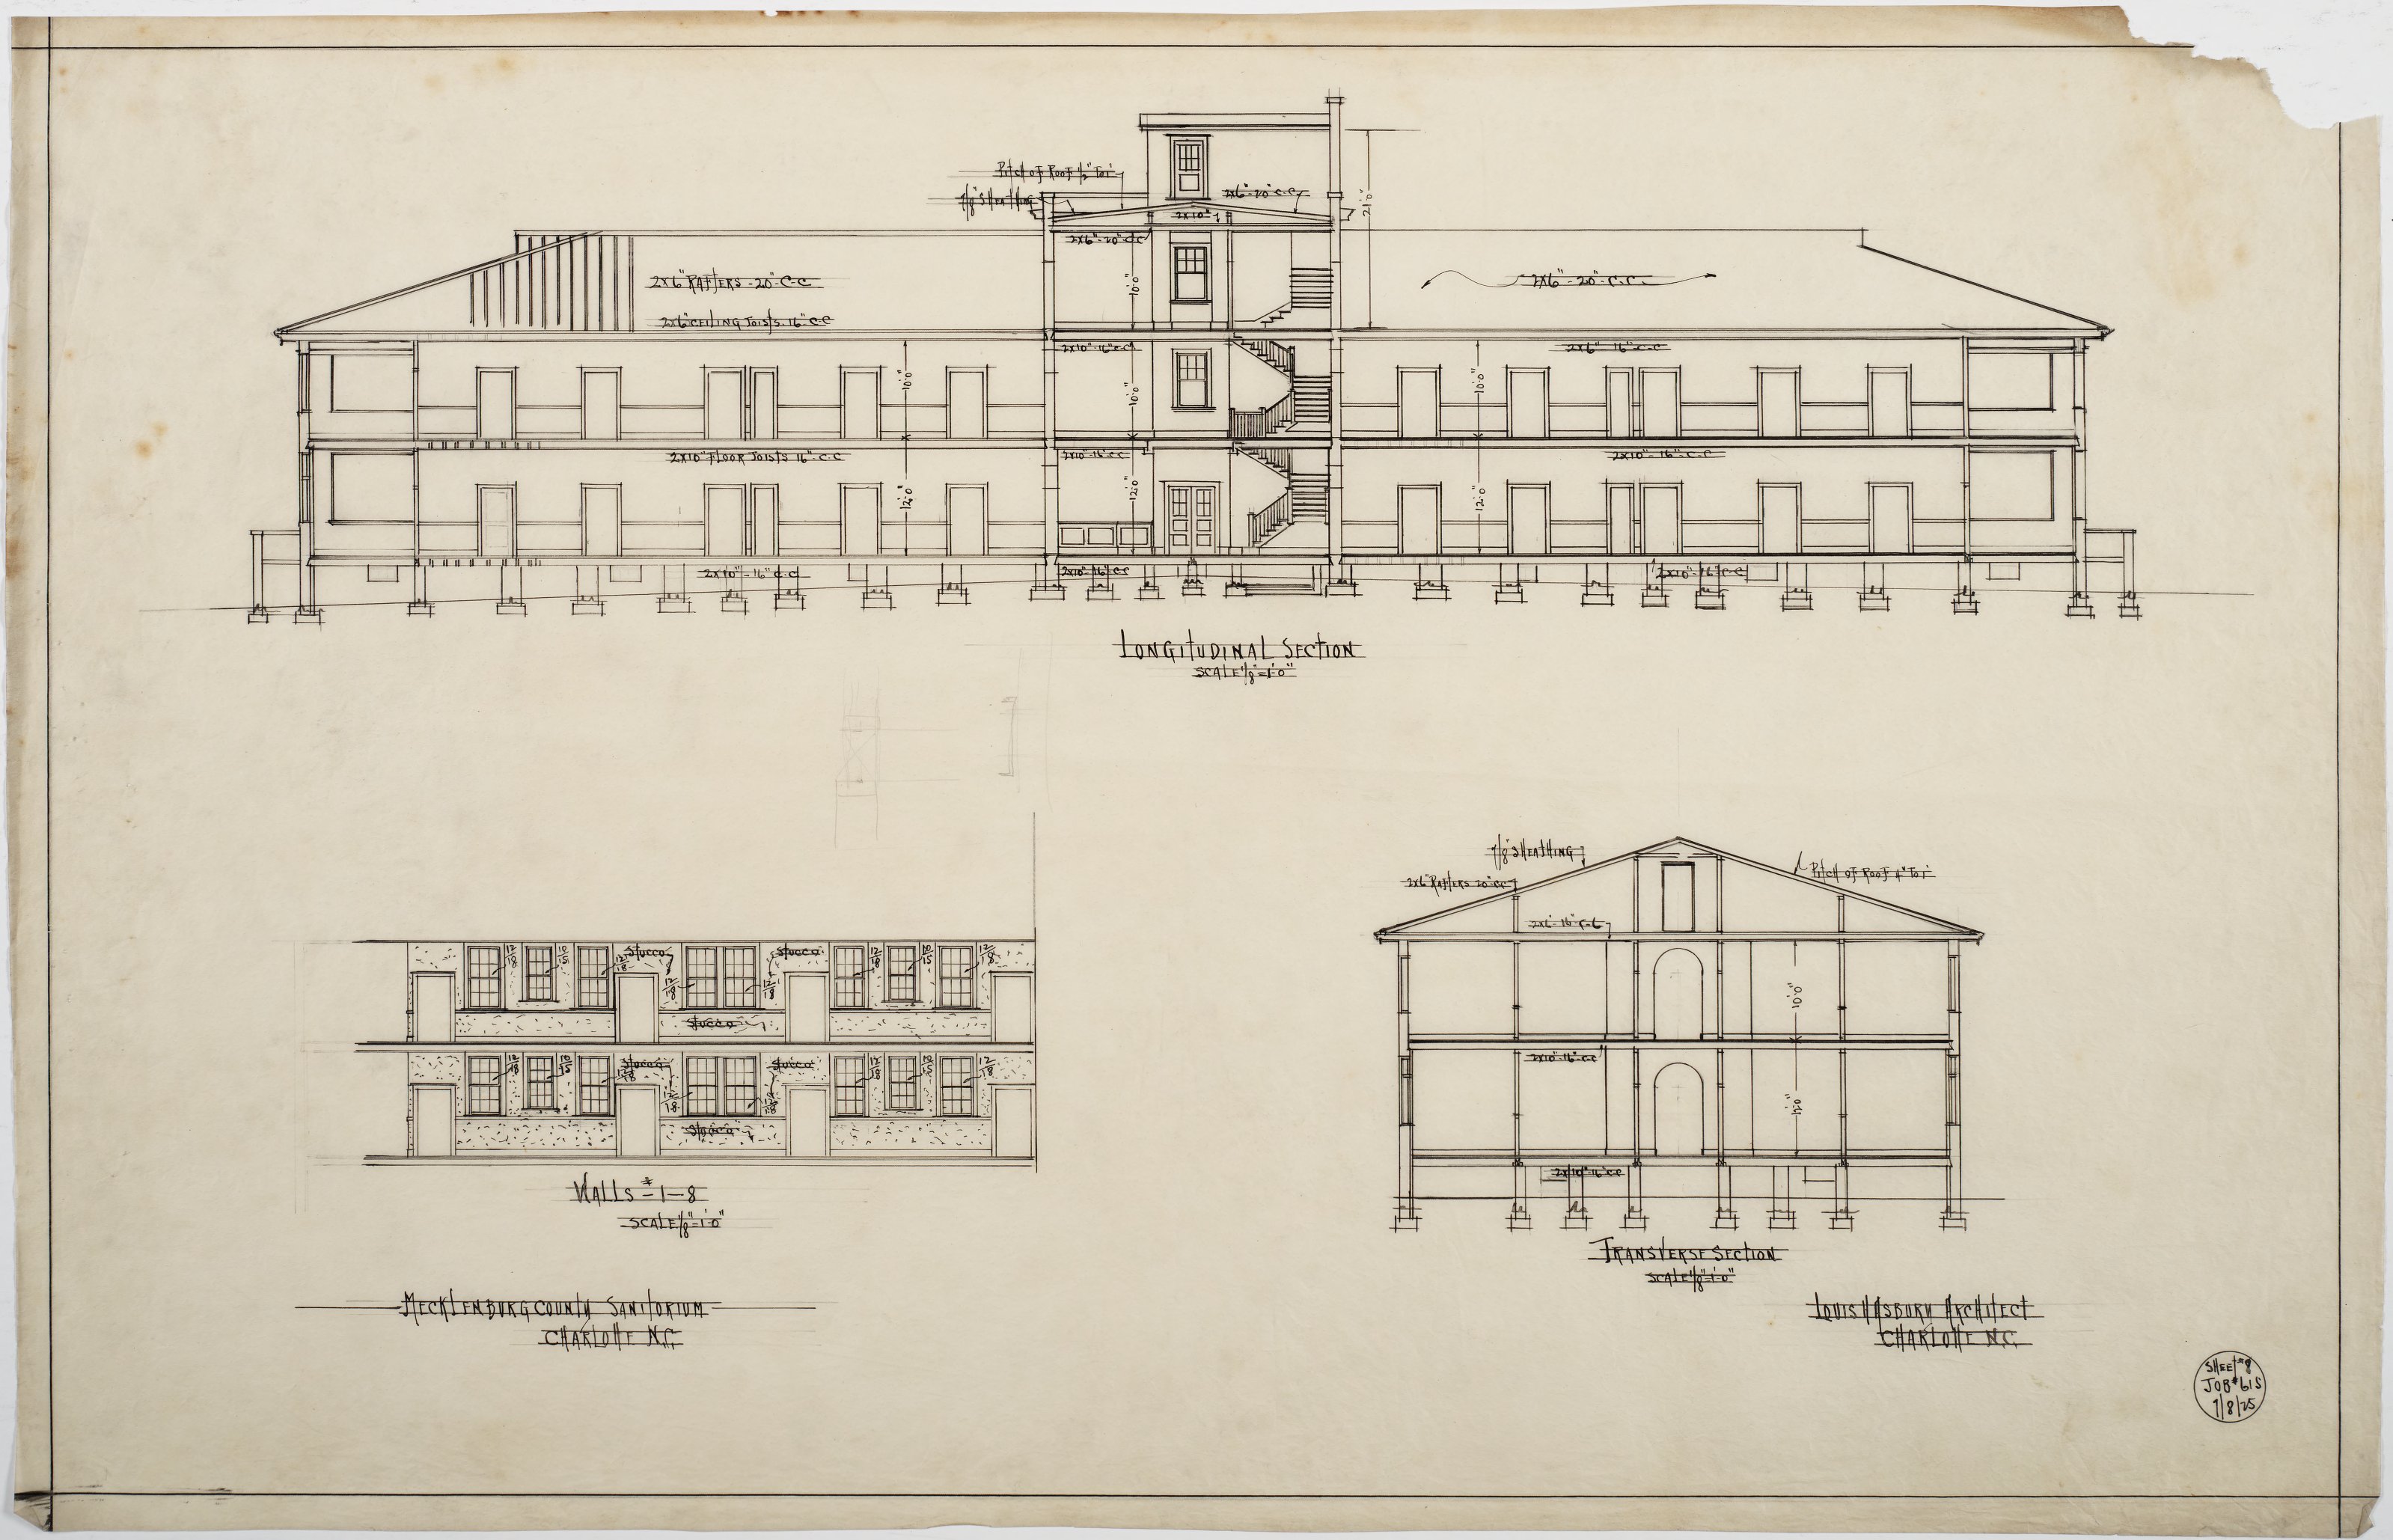 PITCH OF ROOF ½" TO 1'
7/8" SHEATHING
2X6"-20" C-C
2X10"
21'-0"
2X6"-20" C-C
2X6" RAFTERS -20" C-C
10'-0"
2X6"-20" C.C.
2X6" CEILING JOISTS 16" C-C
2X10"-16" C-C
2X6"-16" C-C
10'-0"
10'-0"
10'-0"
2X10" FLOOR JOISTS 16" C-C
2X10"-16" C-C
2X10"-16" C-C
12'-0"
12'-0"
12'-0"
2X10"-16" C-C
2X10"-16" C-C
2X10"-16" C-C
LONGITUDINAL SECTION
SCALE 1/8"=1'-0"
12/18 10/15 12/18 STUCCO 12/18 12/18 STUCCO 12/18 10/15 12/18
STUCCO
12/18 10/15 12/18 STUCCO 12/18 12/18 STUCCO 12/18 10/15 12/18
STUCCO
WALLS #-1-8
SCALE 1/8"=1'-0"
7/8" SHEATHING
2X6" RAFTERS 20" C-C
PITCH OF ROOF 4" TO 1'
2X6-16" C-C
10'-0"
2X10"-16" C-C
2X10"-16" C-C
TRANSVERSE SECTION
SCALE 1/8"=1'-0"
MECKLENBURG COUNTY SANITORIUM
CHARLOTTE N.C.
LOUIS H ASBURY ARCHITECT
CHARLOTTE N.C.
SHEET #8
JOB #615
7/8/25